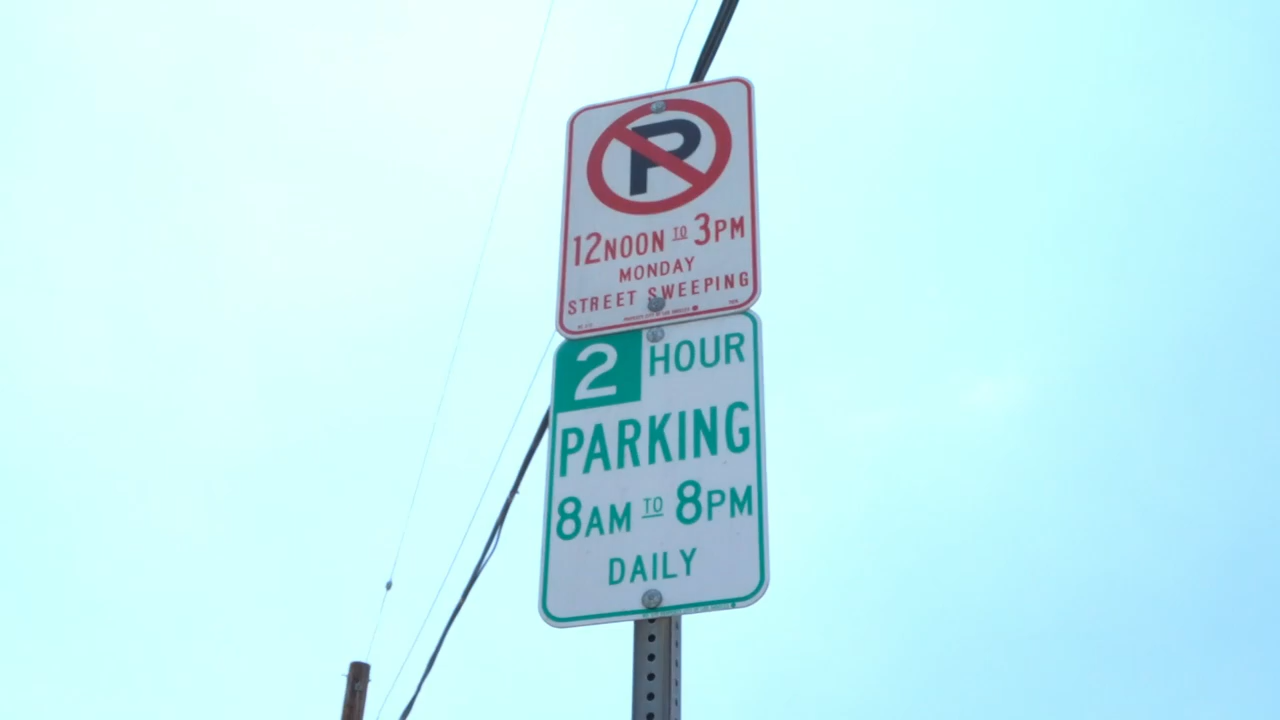 P
12NOON TO 3PM
MONDAY
STREET SWEEPING
2 HOUR
PARKING
8AM TO 8PM
DAILY